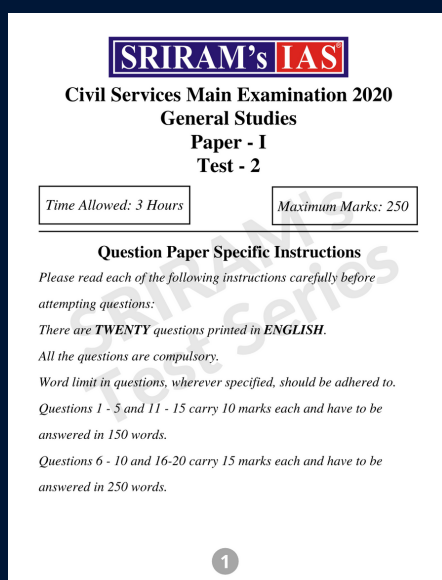 SRIRAM's IAS®
Civil Services Main Examination 2020
General Studies
Paper - I
Test - 2
Time Allowed: 3 Hours
Maximum Marks: 250
Question Paper Specific Instructions
Please read each of the following instructions carefully before
attempting questions:
There are TWENTY questions printed in ENGLISH.
All the questions are compulsory.
Word limit in questions, wherever specified, should be adhered to.
Questions 1 - 5 and 11 - 15 carry 10 marks each and have to be
answered in 150 words.
Questions 6 - 10 and 16-20 carry 15 marks each and have to be
answered in 250 words.
SRIRAM's
Test Series
1